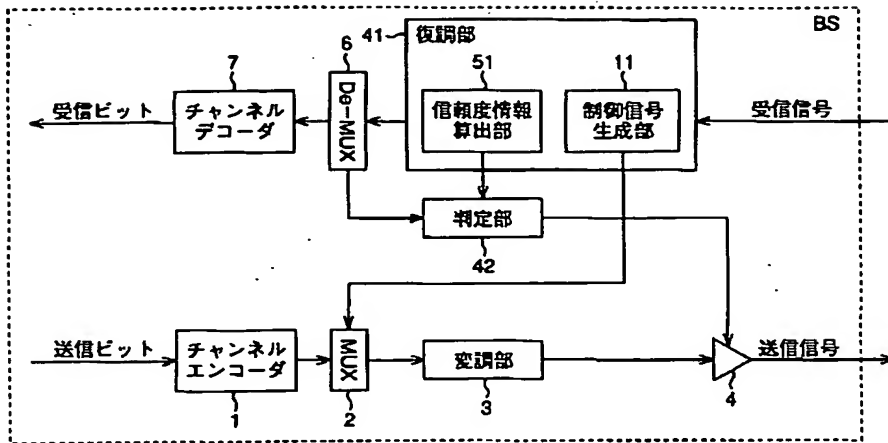 BS
41
復調部
6
7
51
11
De-MUX
受信ビット
チャンネル
デコーダ
信頼度情報
算出部
制御信号
生成部
受信信号
判定部
42
送信ビット
チャンネル
エンコーダ
MUX
変調部
送信信号
1
2
3
4